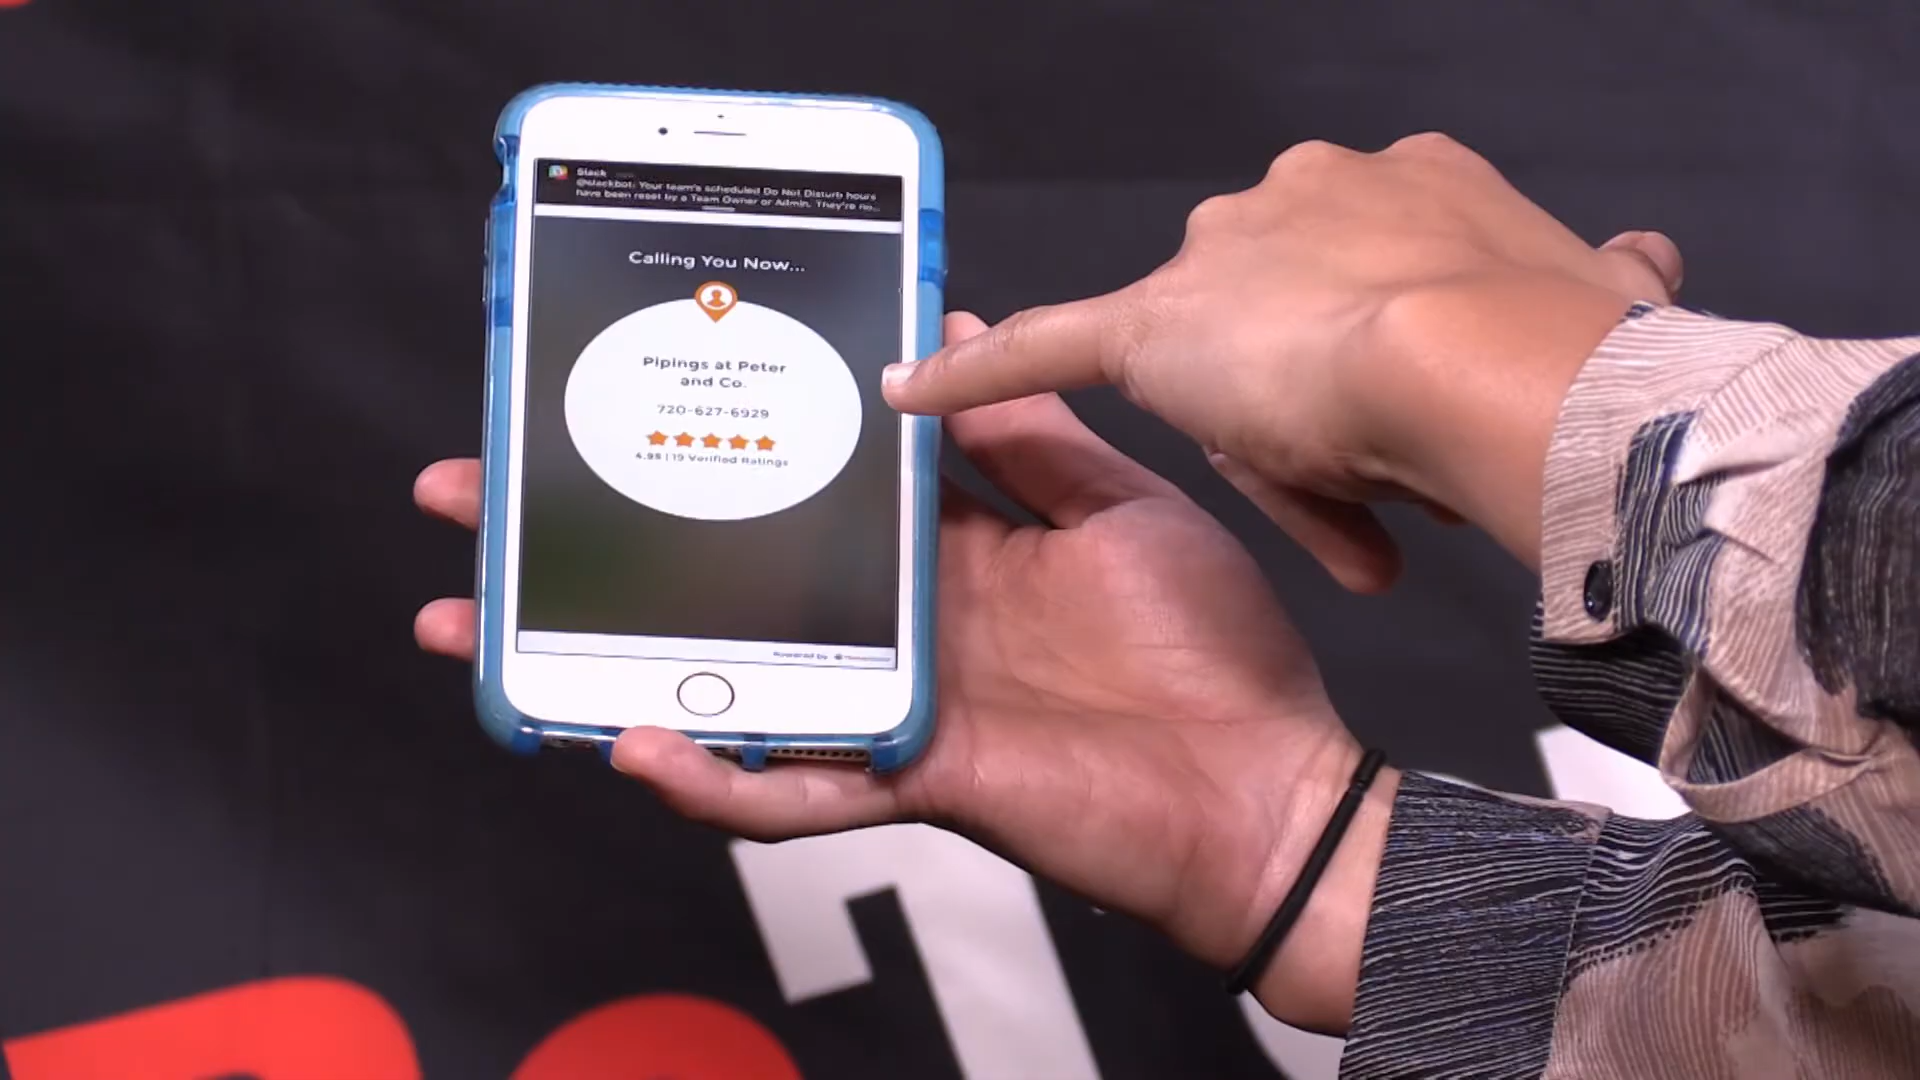 Slack
@slackbot: Your team's scheduled Do Not Disturb hours
have been reset by a Team Owner or Admin. They're no...
Calling You Now...
Pipings at Peter
and Co.
720-627-6929
4.95 | 19 Verified Ratings
Powered by